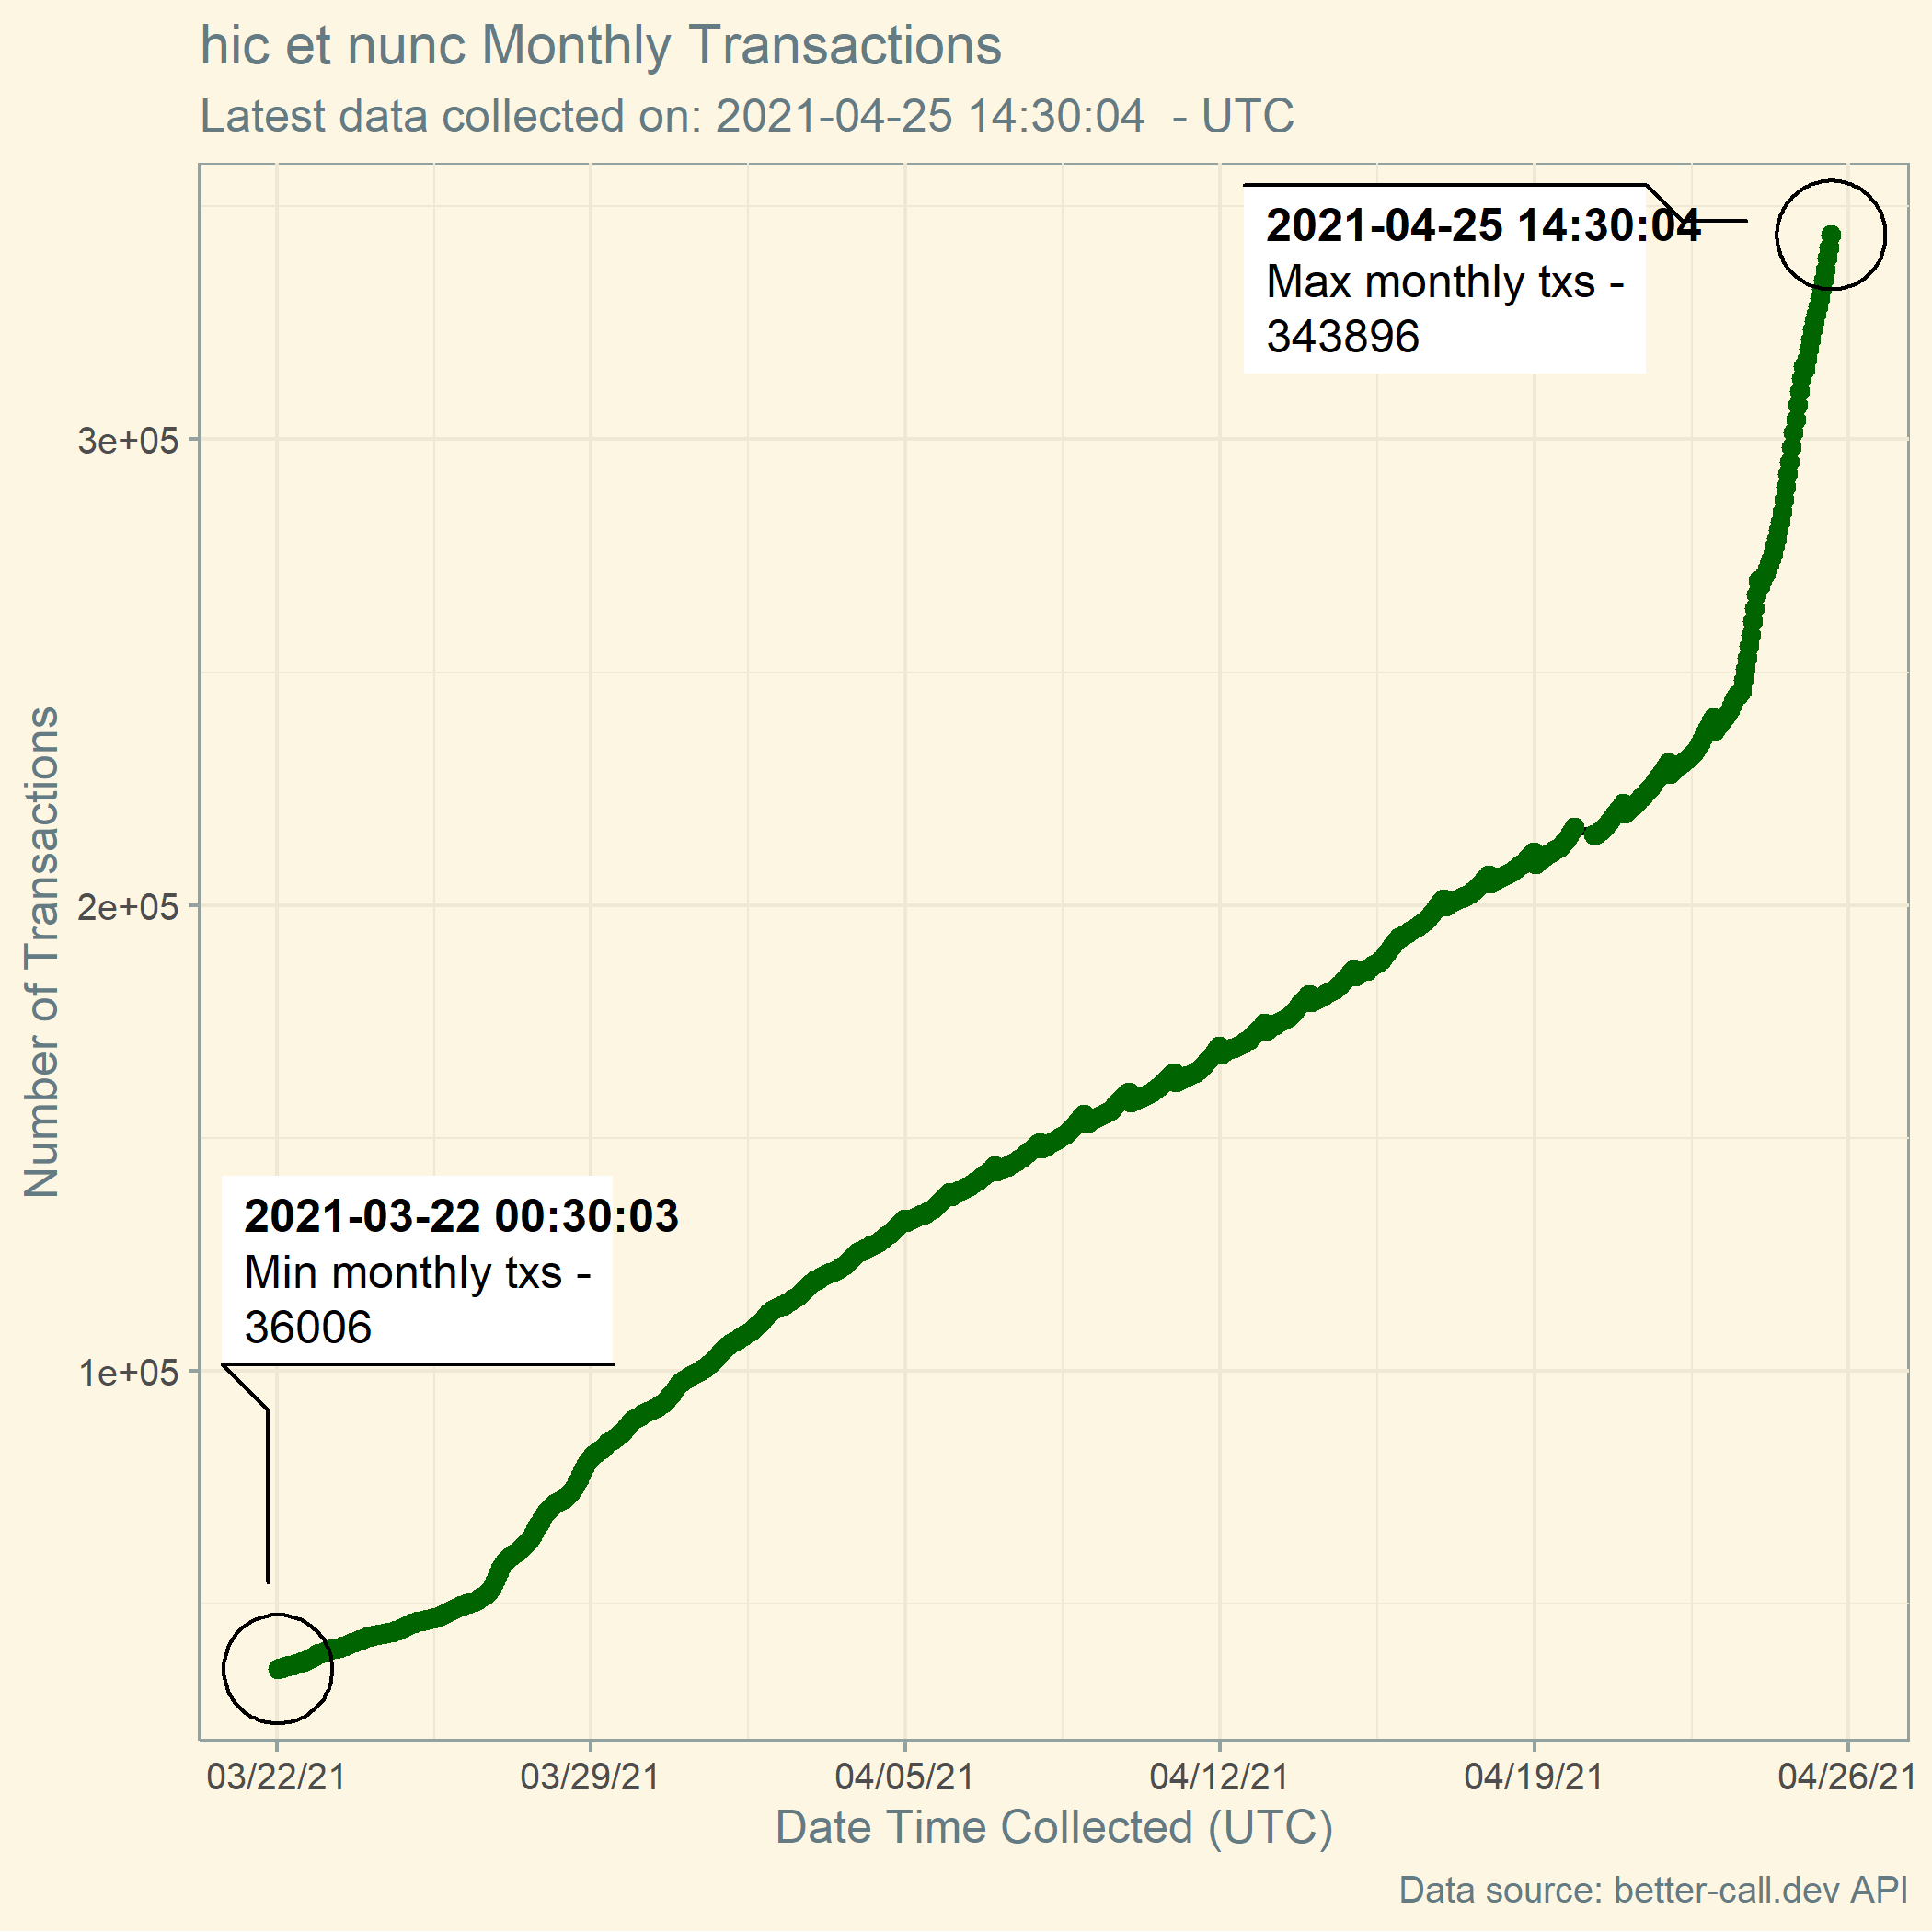 hic et nunc Monthly Transactions
Latest data collected on: 2021-04-25 14:30:04  - UTC
2021-04-25 14:30:04
Max monthly txs -
343896
3e+05
2e+05
1e+05
Number of Transactions
2021-03-22 00:30:03
Min monthly txs -
36006
03/22/21 03/29/21 04/05/21 04/12/21 04/19/21 04/26/21
Date Time Collected (UTC)
Data source: better-call.dev API